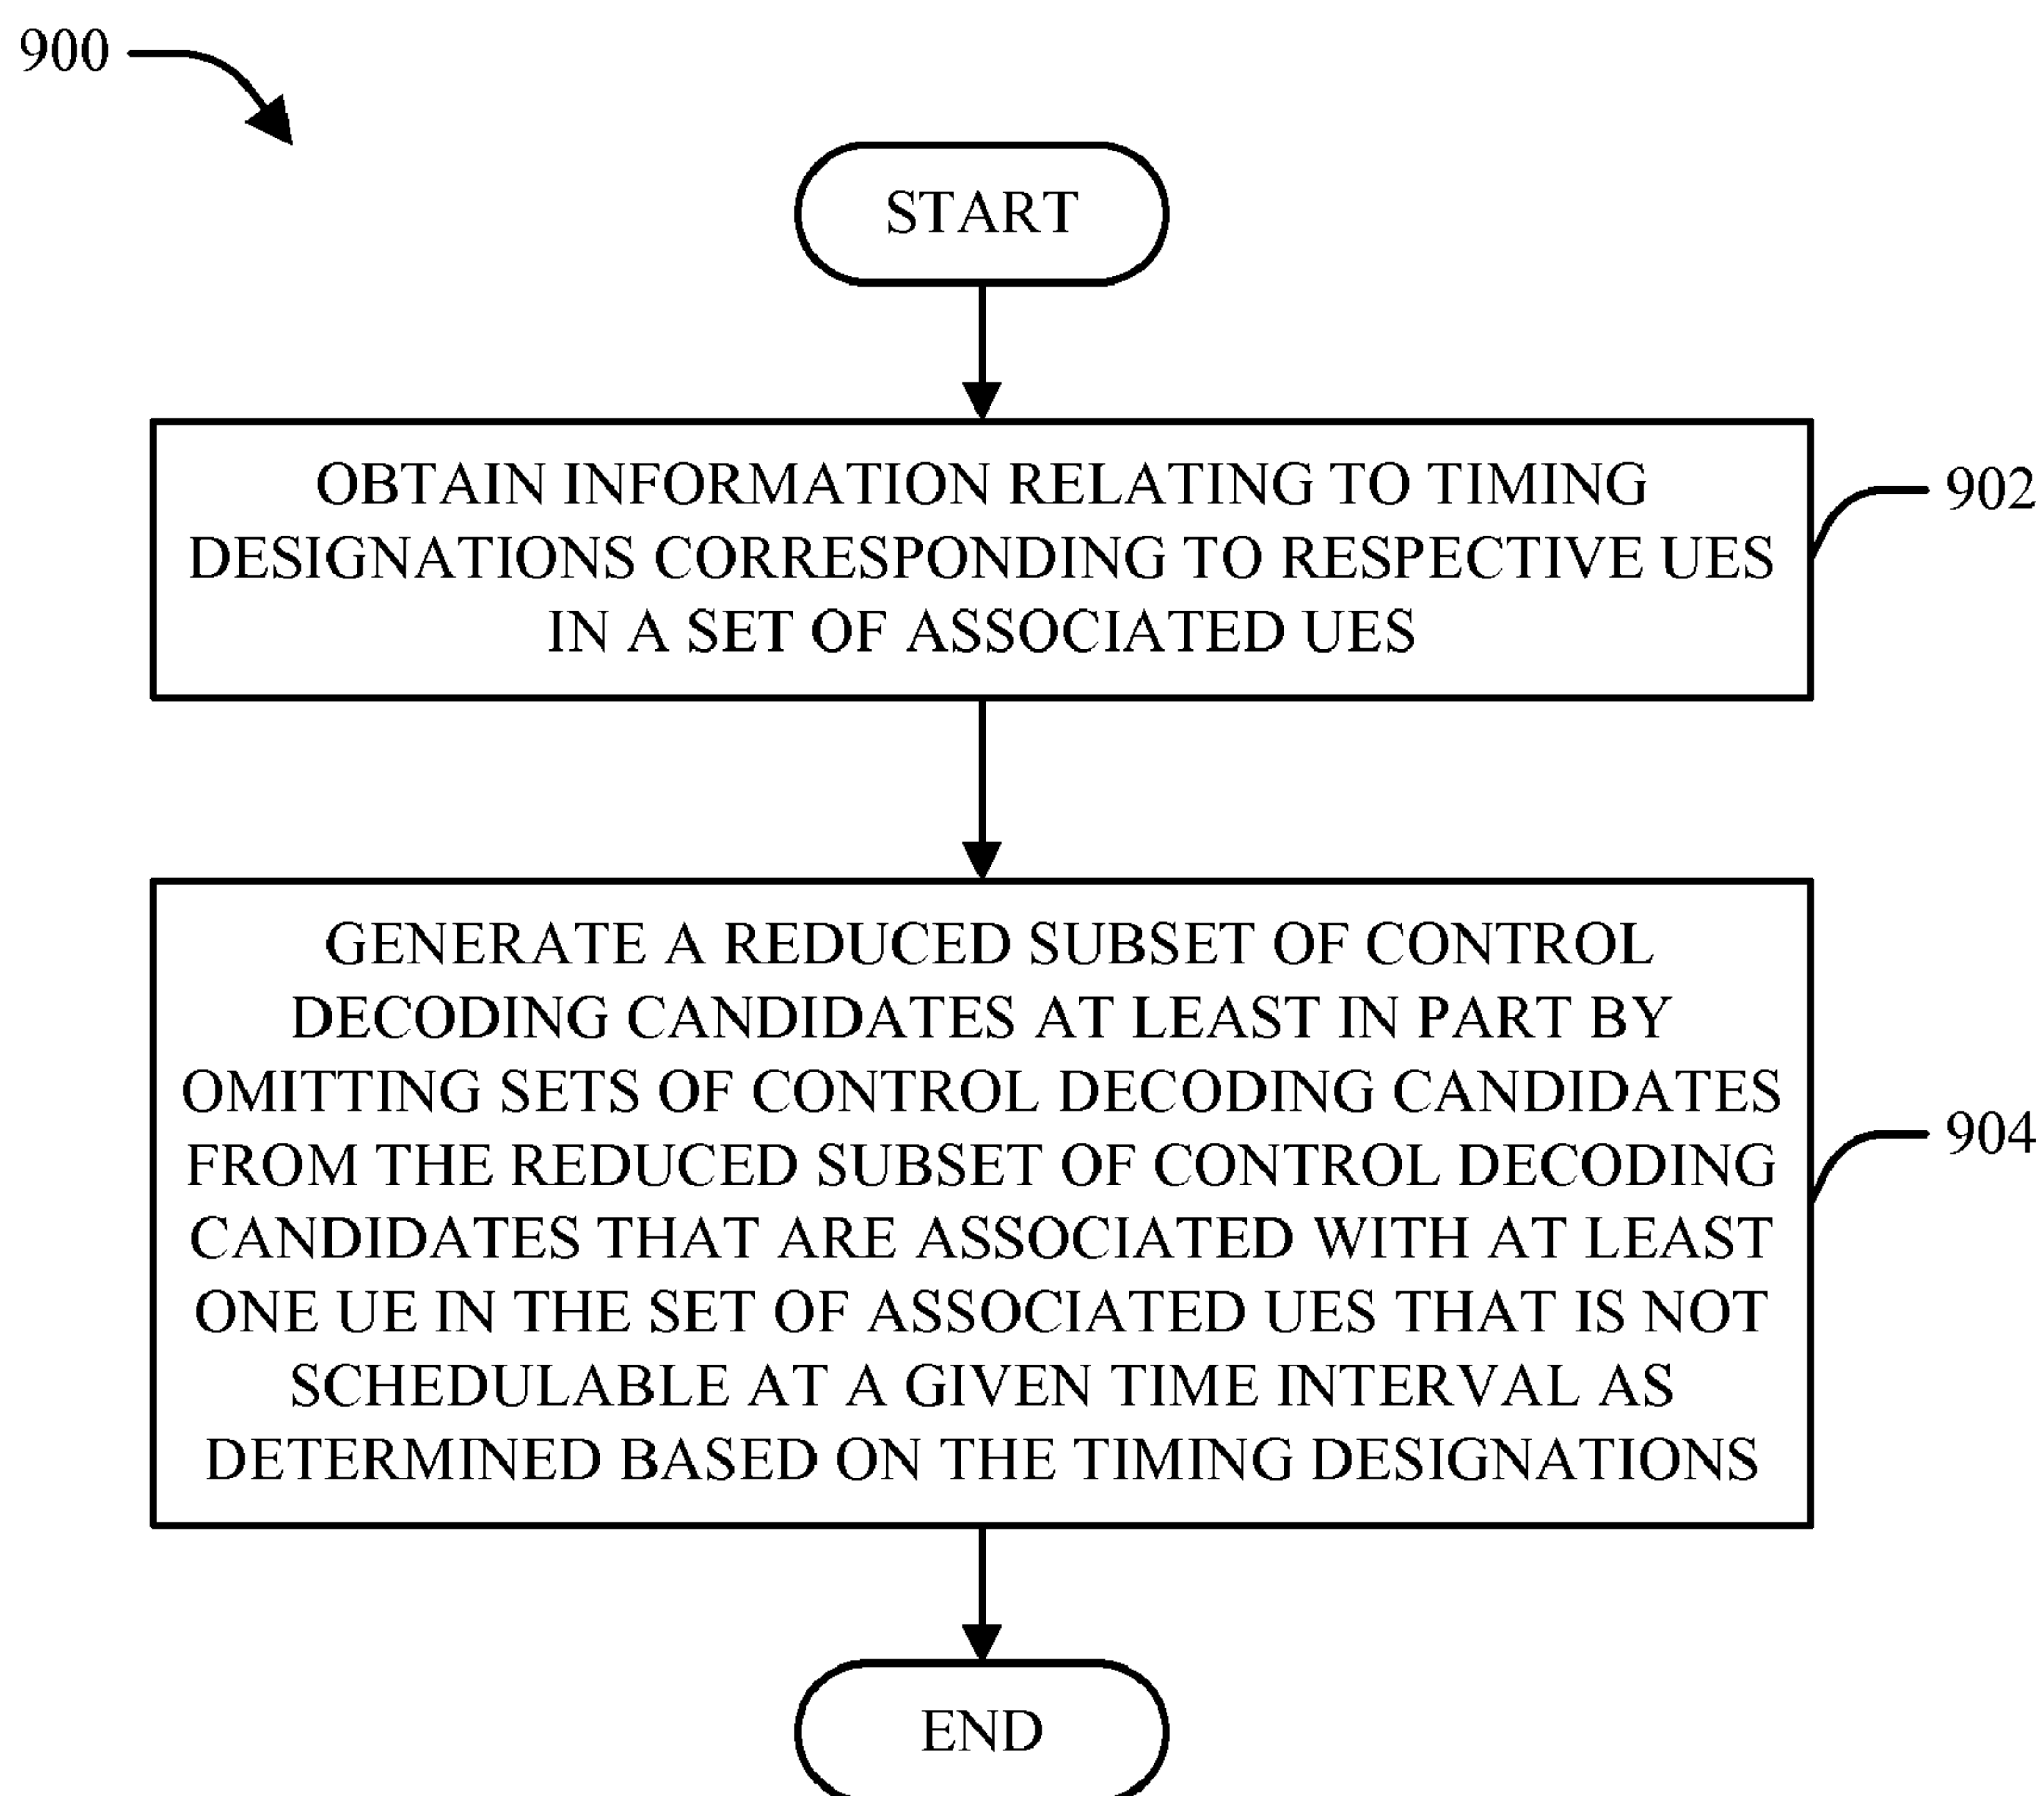 900
START
OBTAIN INFORMATION RELATING TO TIMING
DESIGNATIONS CORRESPONDING TO RESPECTIVE UES
IN A SET OF ASSOCIATED UES
902
GENERATE A REDUCED SUBSET OF CONTROL
DECODING CANDIDATES AT LEAST IN PART BY
OMITTING SETS OF CONTROL DECODING CANDIDATES
FROM THE REDUCED SUBSET OF CONTROL DECODING
CANDIDATES THAT ARE ASSOCIATED WITH AT LEAST
ONE UE IN THE SET OF ASSOCIATED UES THAT IS NOT
SCHEDULABLE AT A GIVEN TIME INTERVAL AS
DETERMINED BASED ON THE TIMING DESIGNATIONS
904
END